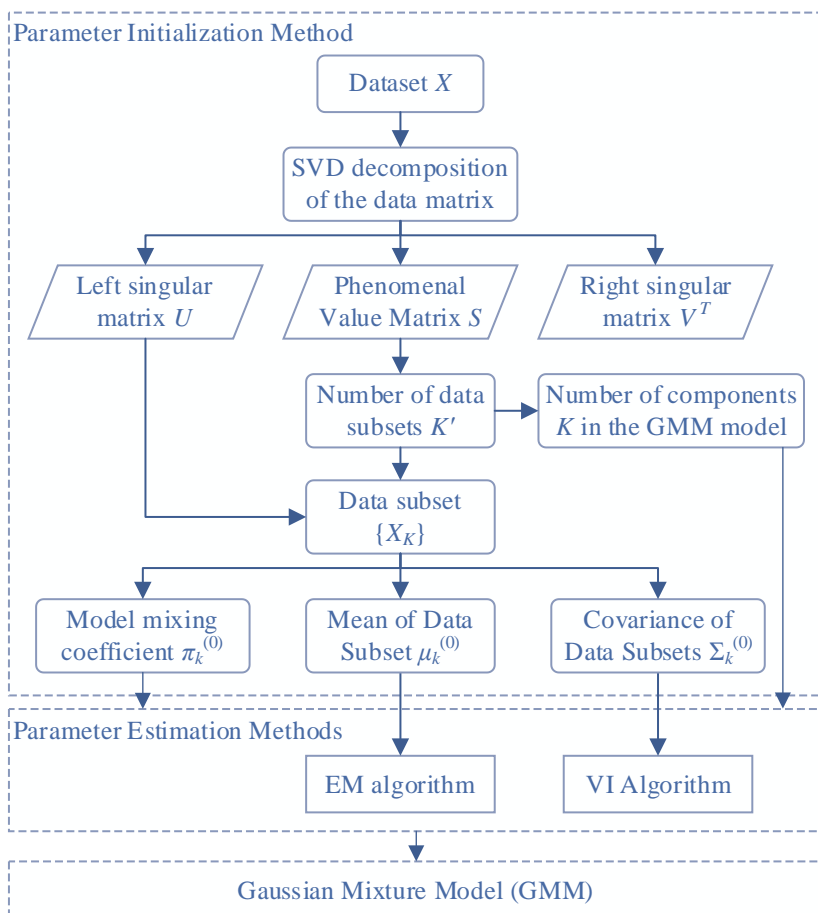 Parameter Initialization Method
Dataset X
SVD decomposition
of the data matrix
Left singular
matrix U
Phenomenal
Value Matrix S
Right singular
matrix V^T
Number of data
subsets K′
Number of components
K in the GMM model
Data subset
{X_K}
Model mixing
coefficient π_k^(0)
Mean of Data
Subset μ_k^(0)
Covariance of
Data Subsets Σ_k^(0)
Parameter Estimation Methods
EM algorithm
VI Algorithm
Gaussian Mixture Model (GMM)